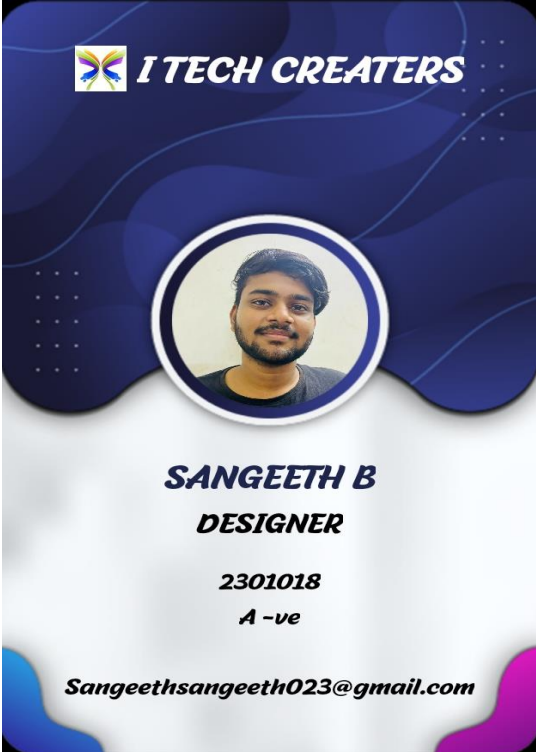 I TECH CREATERS
SANGEETH B
DESIGNER
2301018
A -ve
Sangeethsangeeth023@gmail.com